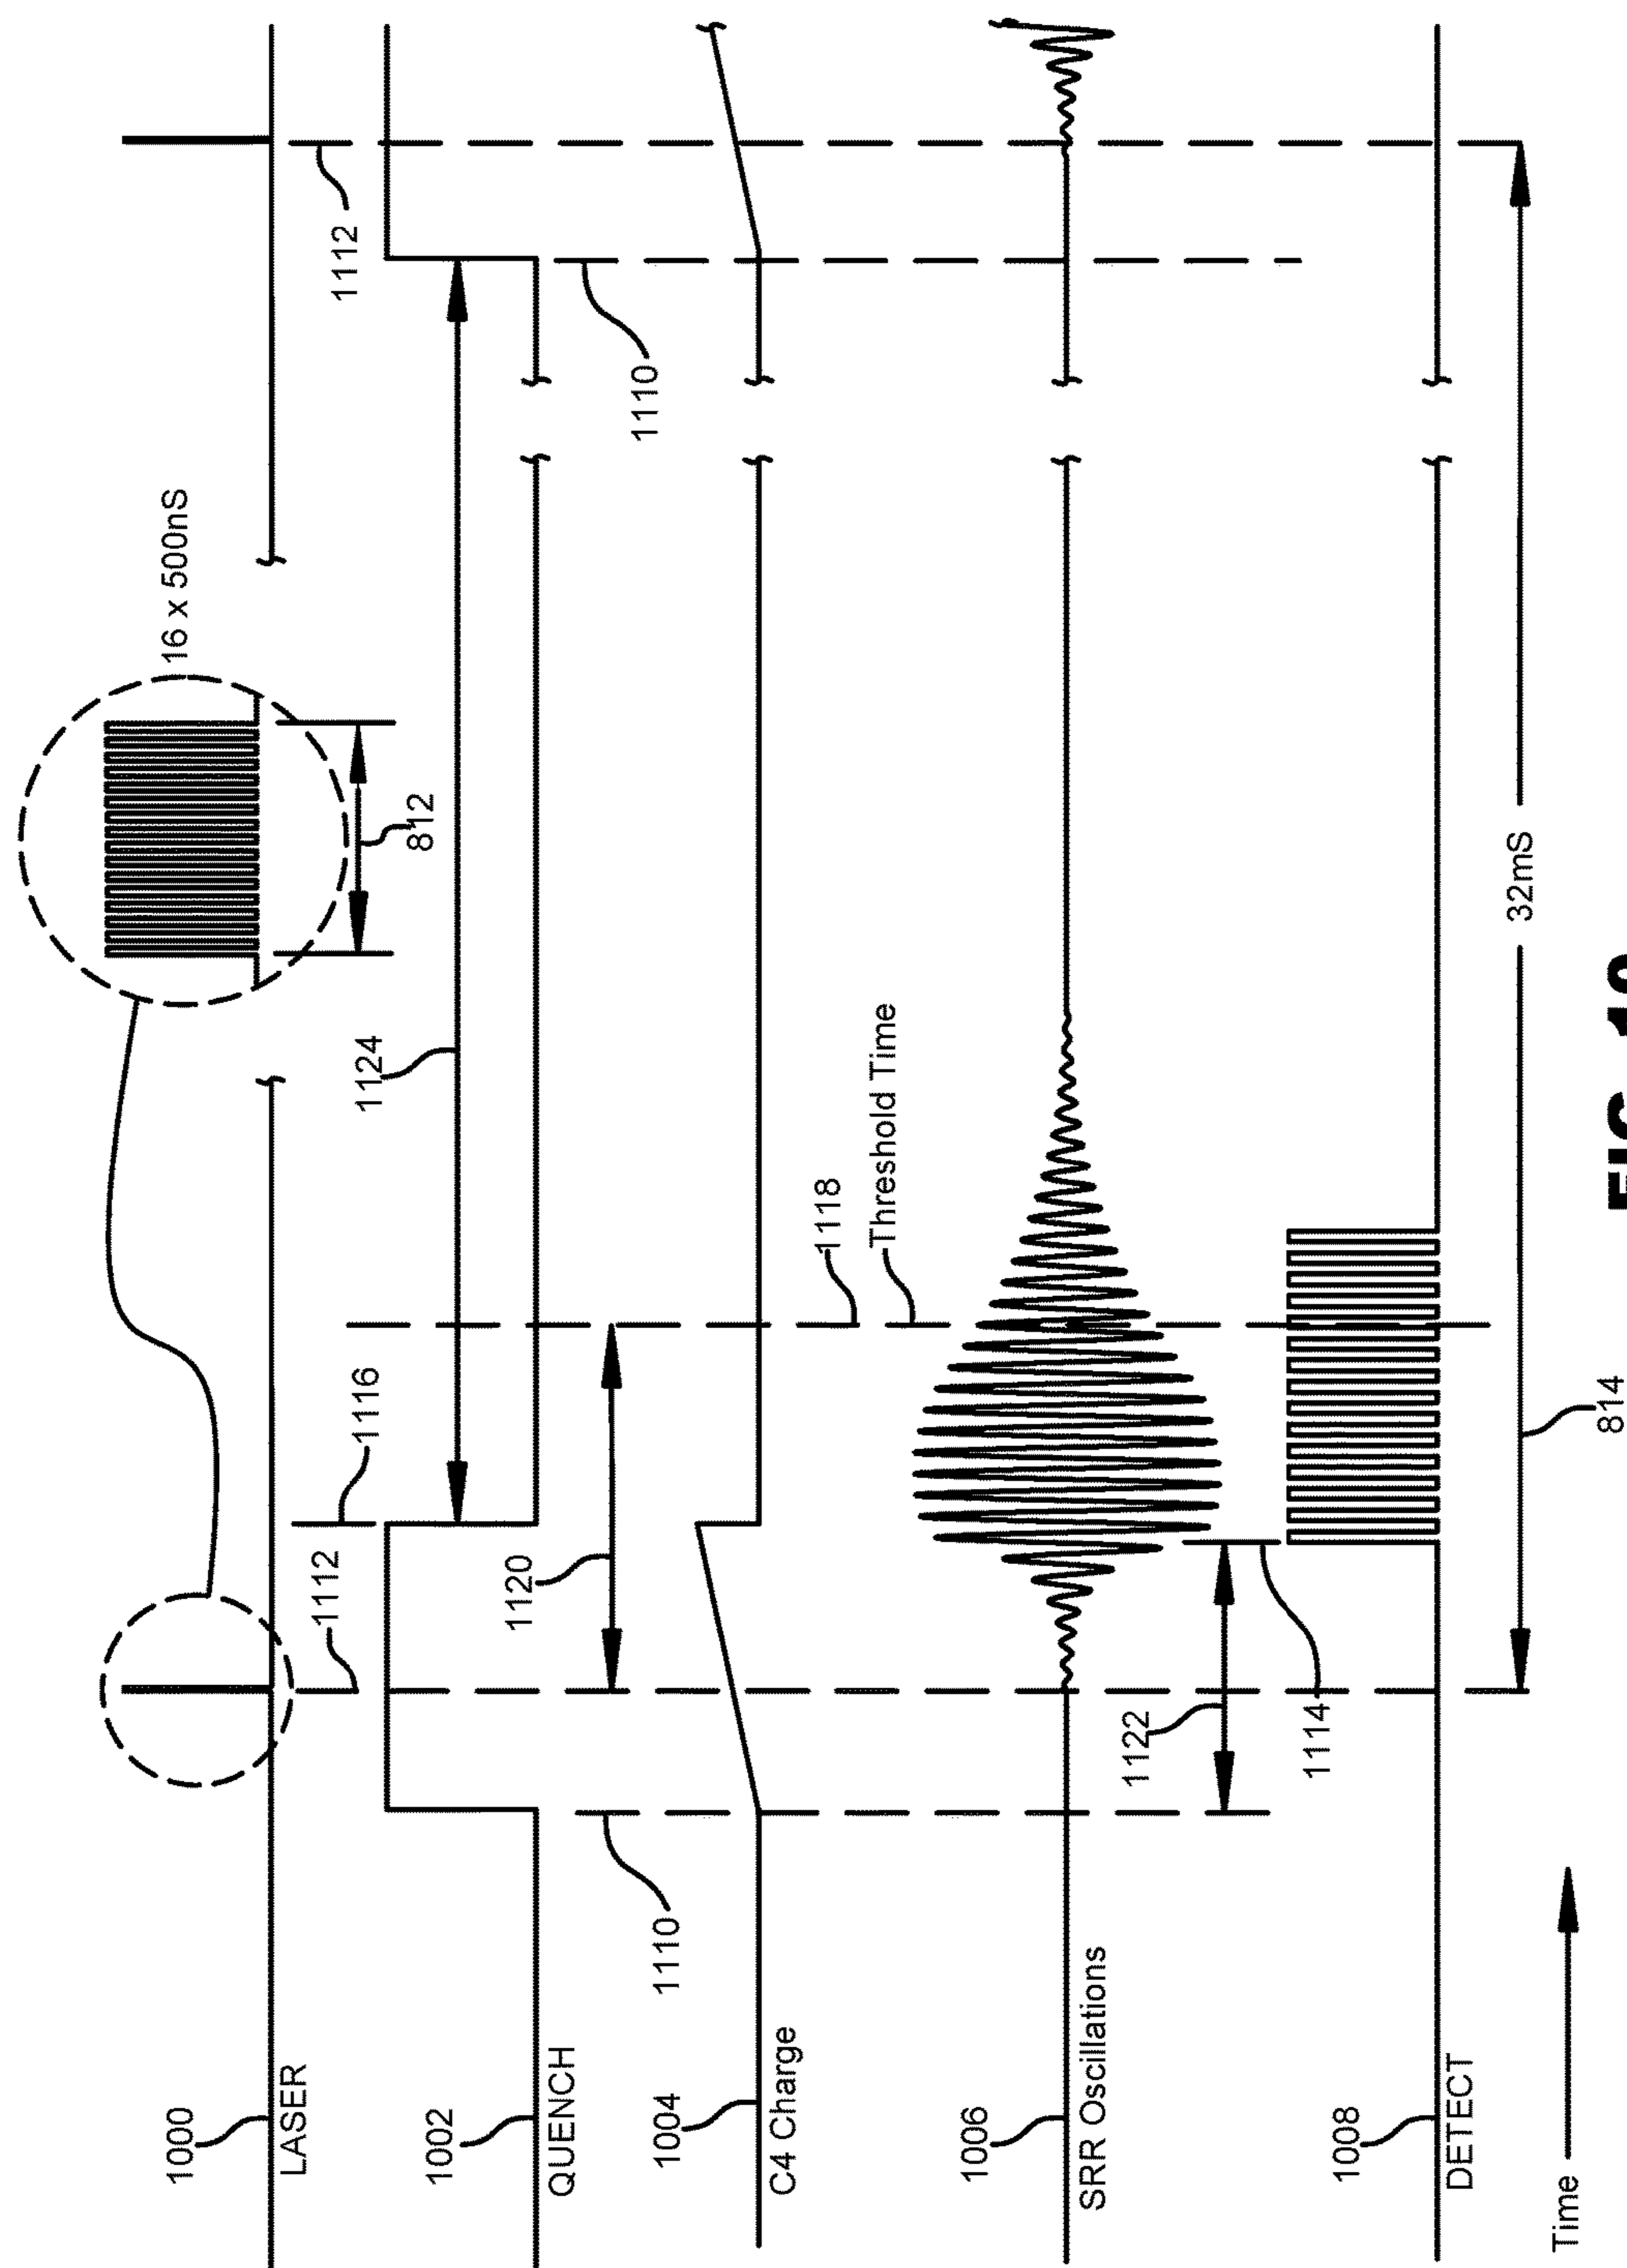 16 x 500nS
1000
LASER
1112
1116
812
1112
1002
QUENCH
1124
1120
1110
1110
1004
C4 Charge
1118
Threshold Time
1006
SRR Oscillations
1122
1114
1008
DETECT
32mS
Time
814
FIG